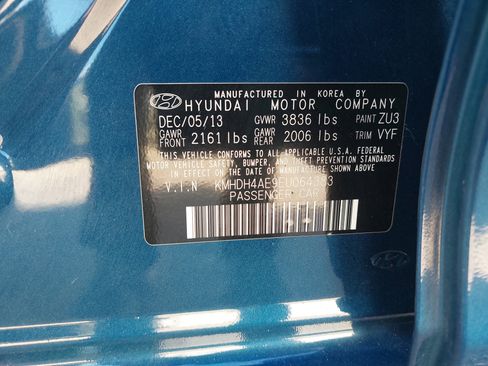 MANUFACTURED IN KOREA BY
HYUNDAI MOTOR COMPANY
DEC/05/13 GVWR 3836 lbs PAINT ZU3
GAWR 2161 lbs GAWR 2006 lbs TRIM VYF
THIS VEHICLE CONFORMS TO ALL APPLICABLE U.S.A. FEDERAL
MOTOR VEHICLE SAFETY, BUMPER, AND THEFT PREVENTION
STANDARDS IN EFFECT ON THE DATE OF MANUFACTURE SHOWN ABOVE.
V.I.N
PASSENGER CAR